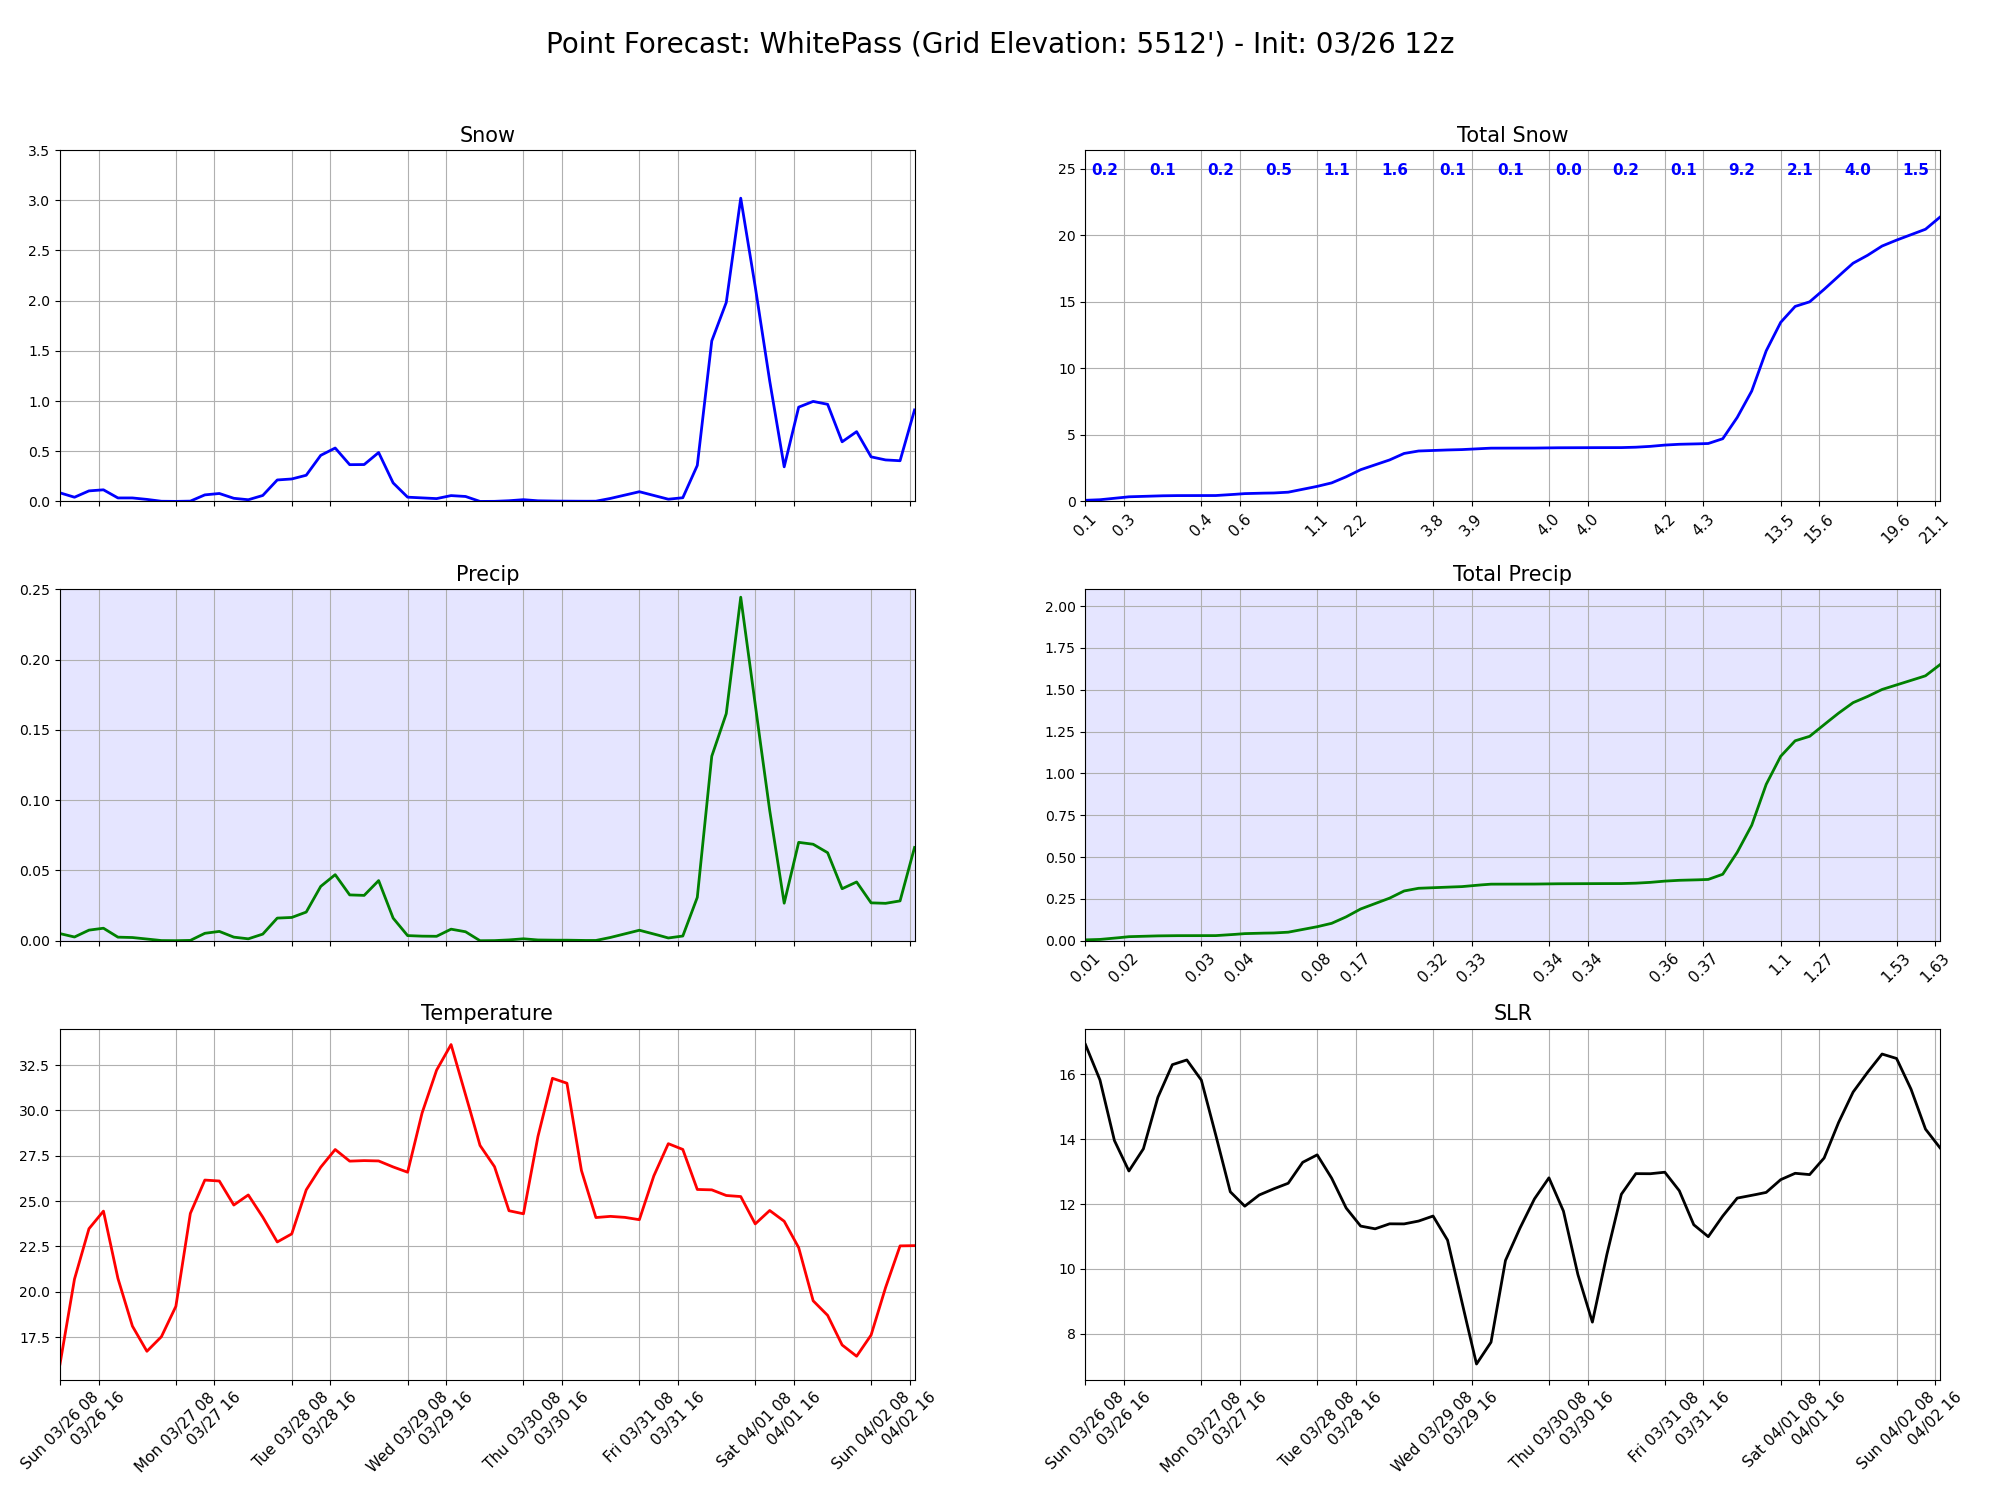 Point Forecast: WhitePass (Grid Elevation: 5512') - Init: 03/26 12z
Snow
3.5
3.0
2.5
2.0
1.5
1.0
0.5
0.0
Total Snow
0.2 0.1 0.2 0.5 1.1 1.6 0.1 0.1 0.0 0.2 0.1 9.2 2.1 4.0 1.5
25
20
15
10
5
0
0.1 0.3 0.4 0.6 1.1 2.2 3.8 3.9 4.0 4.0 4.2 4.3 13.5 15.6 19.6 21.1
Precip
0.25
0.20
0.15
0.10
0.05
0.00
Total Precip
2.00
1.75
1.50
1.25
1.00
0.75
0.50
0.25
0.00
0.01 0.02 0.03 0.04 0.08 0.17 0.32 0.33 0.34 0.34 0.36 0.37 1.1 1.27 1.53 1.63
Temperature
32.5
30.0
27.5
25.0
22.5
20.0
17.5
Sun 03/26 08
03/26 16
Mon 03/27 08
03/27 16
Tue 03/28 08
03/28 16
Wed 03/29 08
03/29 16
Thu 03/30 08
03/30 16
Fri 03/31 08
03/31 16
Sat 04/01 08
04/01 16
Sun 04/02 08
04/02 16
SLR
16
14
12
10
8
Sun 03/26 08
03/26 16
Mon 03/27 08
03/27 16
Tue 03/28 08
03/28 16
Wed 03/29 08
03/29 16
Thu 03/30 08
03/30 16
Fri 03/31 08
03/31 16
Sat 04/01 08
04/01 16
Sun 04/02 08
04/02 16